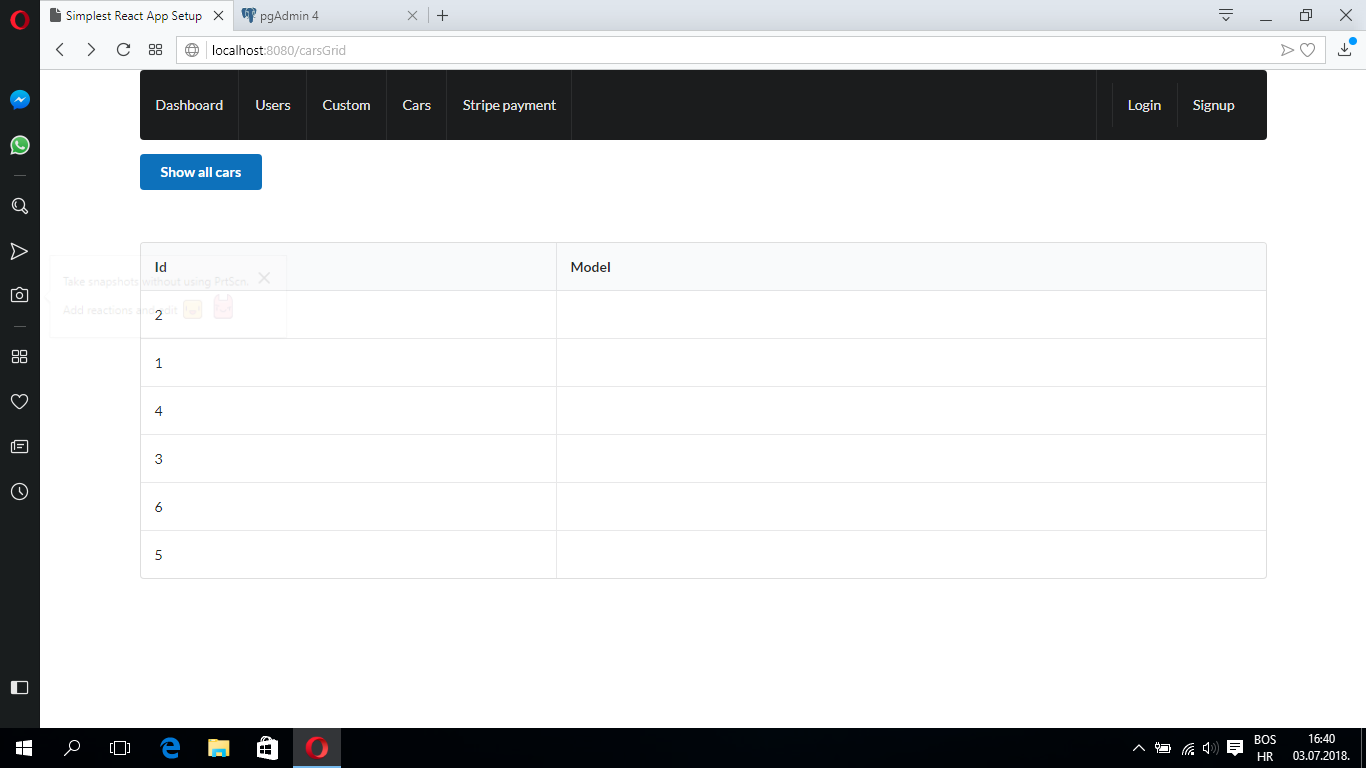 Simplest React App Setup
pgAdmin 4
localhost:8080/carsGrid
Dashboard
Users
Custom
Cars
Stripe payment
Login
Signup
Show all cars
Id
Model
Take snapshots without using PrtScn.
Add reactions and edit
2
1
4
3
6
5
BOS
HR
16:40
03.07.2018.